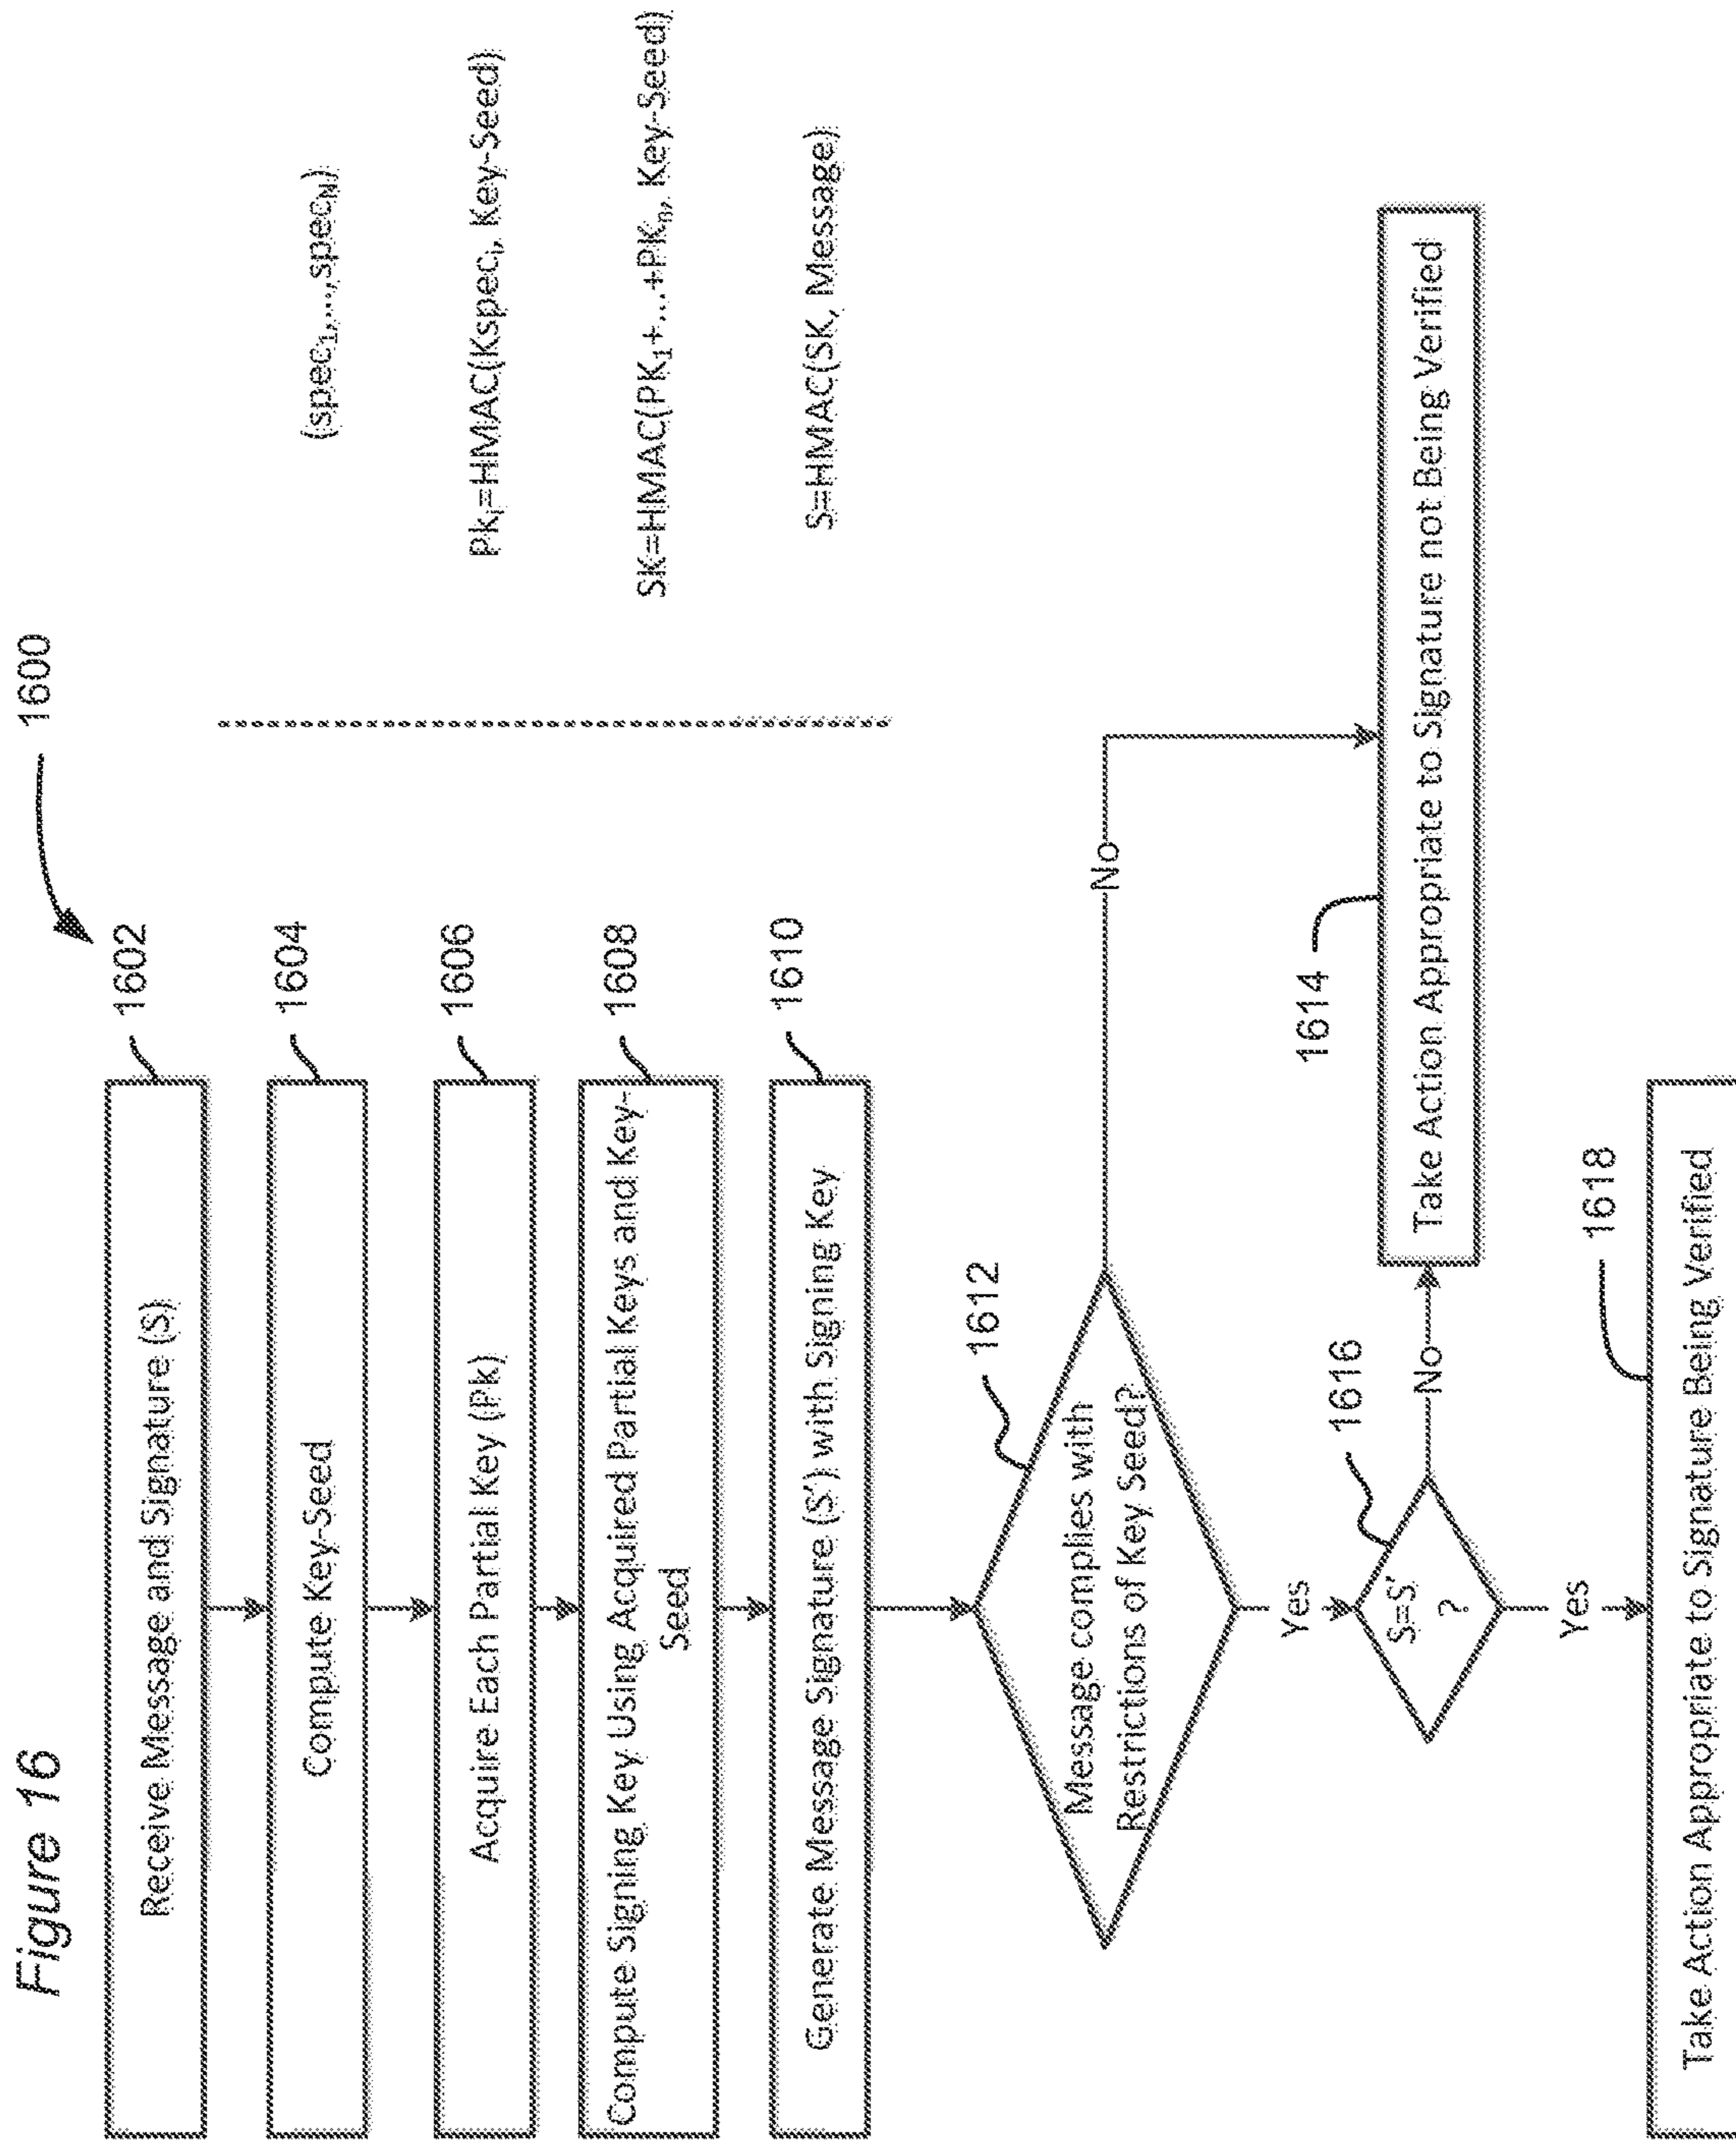 Figure 16
1600
Receive Message and Signature (S)
1602
Compute Key-Seed
1604
(spec₁,...,specₙ)
Acquire Each Partial Key (Pk)
1606
Pkᵢ=HMAC(Kspecᵢ, Key-Seed)
Compute Signing Key Using Acquired Partial Keys and Key-
Seed
1608
SK=HMAC(PK₁+...+PKₙ, Key-Seed)
Generate Message Signature (S') with Signing Key
1610
S=HMAC(SK, Message)
1612
Message complies with
Restrictions of Key Seed?
No
Yes
1614
Take Action Appropriate to Signature not Being Verified
1616
S=S'
?
No
Yes
1618
Take Action Appropriate to Signature Being Verified